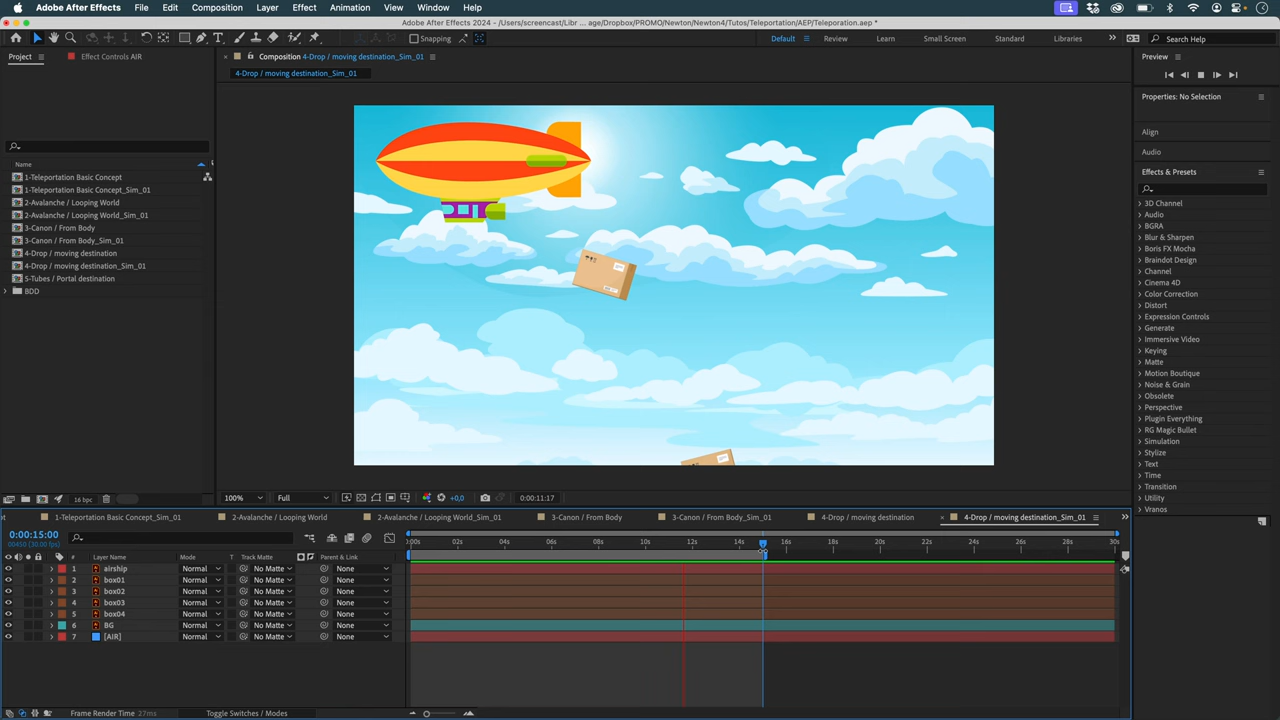 Adobe After Effects File Edit Composition Layer Effect Animation View Window Help
Adobe After Effects 2024 - /Users/screencast/Libr ... age/Dropbox/PROMO/Newton/Newton4/Tutos/Teleportation/AEP/Teleporation.aep *
Snapping Default Review Learn Small Screen Standard Libraries Search Help
Project Effect Controls AIR
Composition 4-Drop / moving destination_Sim_01
4-Drop / moving destination_Sim_01
Name
1-Teleportation Basic Concept
1-Teleportation Basic Concept_Sim_01
2-Avalanche / Looping World
2-Avalanche / Looping World_Sim_01
3-Canon / From Body
3-Canon / From Body_Sim_01
4-Drop / moving destination
4-Drop / moving destination_Sim_01
5-Tubes / Portal destination
BDD
16 bpc
100% Full +0,0 0:00:11:17
Preview
Properties: No Selection
Align
Audio
Effects & Presets
3D Channel
Audio
BGRA
Blur & Sharpen
Boris FX Mocha
Braindot Design
Channel
Cinema 4D
Color Correction
Distort
Expression Controls
Generate
Immersive Video
Keying
Matte
Motion Boutique
Noise & Grain
Obsolete
Perspective
Plugin Everything
RG Magic Bullet
Simulation
Stylize
Text
Time
Transition
Utility
Vranos
1-Teleportation Basic Concept_Sim_01 2-Avalanche / Looping World 2-Avalanche / Looping World_Sim_01 3-Canon / From Body 3-Canon / From Body_Sim_01 4-Drop / moving destination 4-Drop / moving destination_Sim_01
0:00:15:00
00450 (30.00 fps)
:00s 02s 04s 06s 08s 10s 12s 14s 16s 18s 20s 22s 24s 26s 28s 30s
# Layer Name Mode T Track Matte Parent & Link
1 airship Normal No Matte None
2 box01 Normal No Matte None
3 box02 Normal No Matte None
4 box03 Normal No Matte None
5 box04 Normal No Matte None
6 BG Normal No Matte None
7 [AIR] Normal No Matte None
Frame Render Time 27ms Toggle Switches / Modes